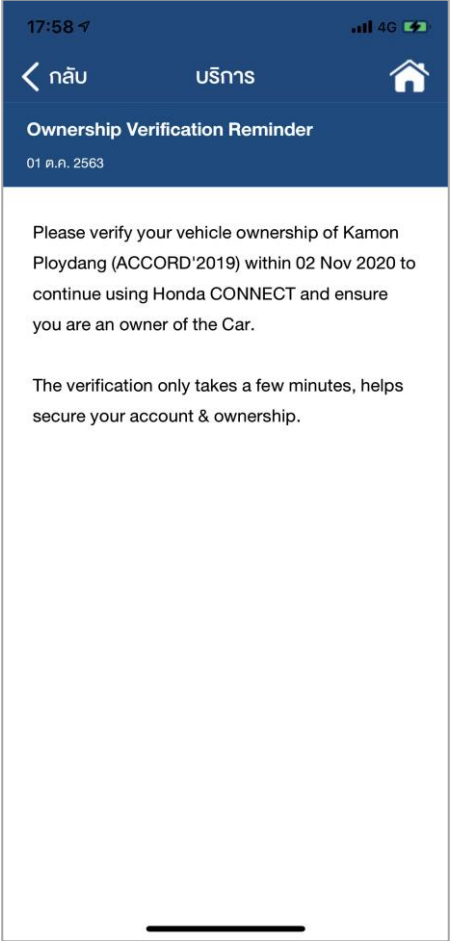 17:58
4G
กลับ
บริการ
Ownership Verification Reminder
01 ต.ค. 2563
Please verify your vehicle ownership of Kamon
Ploydang (ACCORD'2019) within 02 Nov 2020 to
continue using Honda CONNECT and ensure
you are an owner of the Car.
The verification only takes a few minutes, helps
secure your account & ownership.